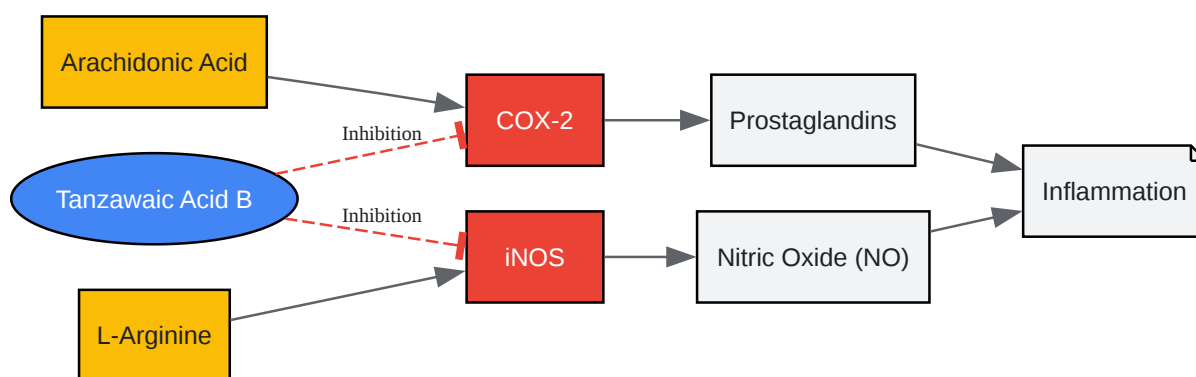 Arachidonic Acid
COX-2
Prostaglandins
Inhibition
Inflammation
Tanzawaic Acid B
Inhibition
iNOS
Nitric Oxide (NO)
L-Arginine